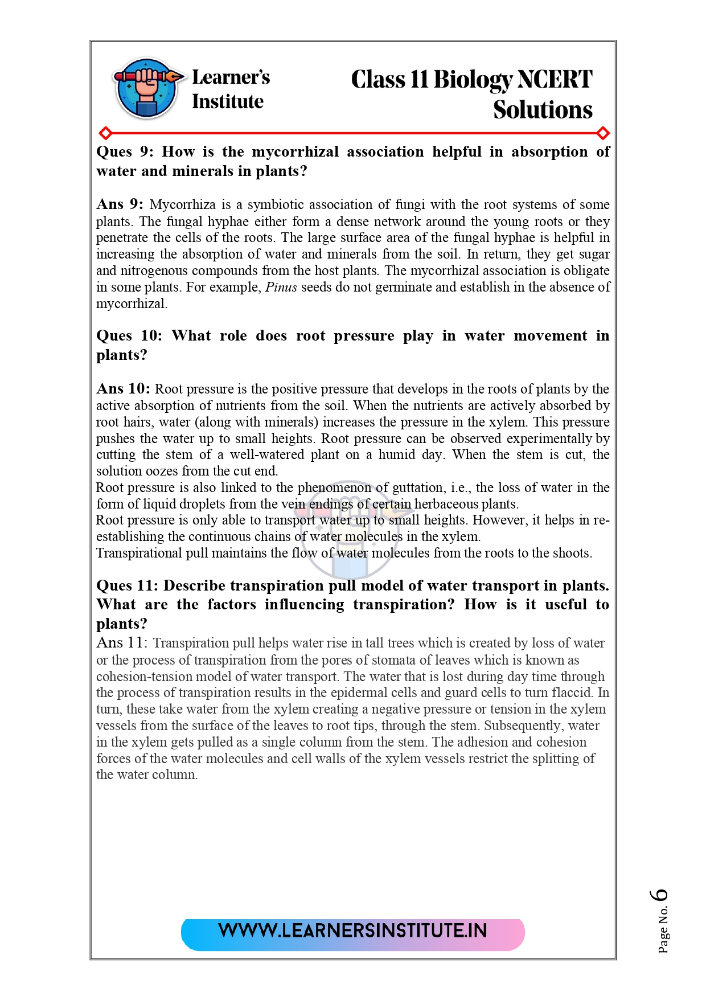 Learner's
Institute
Class 11 Biology NCERT
Solutions
Ques 9: How is the mycorrhizal association helpful in absorption of
water and minerals in plants?
Ans 9: Mycorrhiza is a symbiotic association of fungi with the root systems of some
plants. The fungal hyphae either form a dense network around the young roots or they
penetrate the cells of the roots. The large surface area of the fungal hyphae is helpful in
increasing the absorption of water and minerals from the soil. In return, they get sugar
and nitrogenous compounds from the host plants. The mycorrhizal association is obligate
in some plants. For example, Pinus seeds do not germinate and establish in the absence of
mycorrhizal.
Ques 10: What role does root pressure play in water movement in
plants?
Ans 10: Root pressure is the positive pressure that develops in the roots of plants by the
active absorption of nutrients from the soil. When the nutrients are actively absorbed by
root hairs, water (along with minerals) increases the pressure in the xylem. This pressure
pushes the water up to small heights. Root pressure can be observed experimentally by
cutting the stem of a well-watered plant on a humid day. When the stem is cut, the
solution oozes from the cut end.
Root pressure is also linked to the phenomenon of guttation, i.e., the loss of water in the
form of liquid droplets from the vein endings of certain herbaceous plants.
Root pressure is only able to transport water up to small heights. However, it helps in re-
establishing the continuous chains of water molecules in the xylem.
Transpirational pull maintains the flow of water molecules from the roots to the shoots.
Ques 11: Describe transpiration pull model of water transport in plants.
What are the factors influencing transpiration? How is it useful to
plants?
Ans 11: Transpiration pull helps water rise in tall trees which is created by loss of water
or the process of transpiration from the pores of stomata of leaves which is known as
cohesion-tension model of water transport. The water that is lost during day time through
the process of transpiration results in the epidermal cells and guard cells to turn flaccid. In
turn, these take water from the xylem creating a negative pressure or tension in the xylem
vessels from the surface of the leaves to root tips, through the stem. Subsequently, water
in the xylem gets pulled as a single column from the stem. The adhesion and cohesion
forces of the water molecules and cell walls of the xylem vessels restrict the splitting of
the water column.
WWW.LEARNERSINSTITUTE.IN
Page No. 6